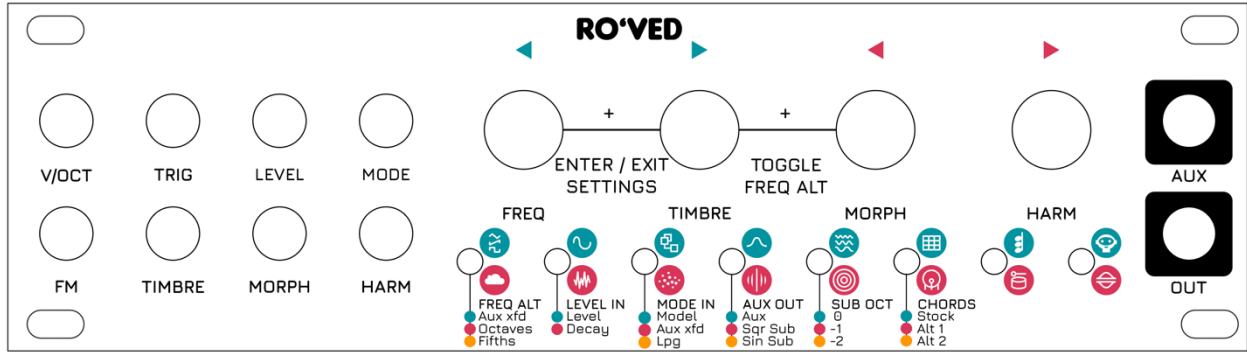 RO'VED
V/OCT TRIG LEVEL MODE
+ +
ENTER / EXIT
SETTINGS
TOGGLE
FREQ ALT
AUX
FM TIMBRE MORPH HARM
FREQ TIMBRE MORPH HARM
OUT
FREQ ALT
Aux xfd
Octaves
Fifths
LEVEL IN
Level
Decay
MODE IN
Model
Aux xfd
Lpg
AUX OUT
Aux
Sqr Sub
Sin Sub
SUB OCT
0
-1
-2
CHORDS
Stock
Alt 1
Alt 2